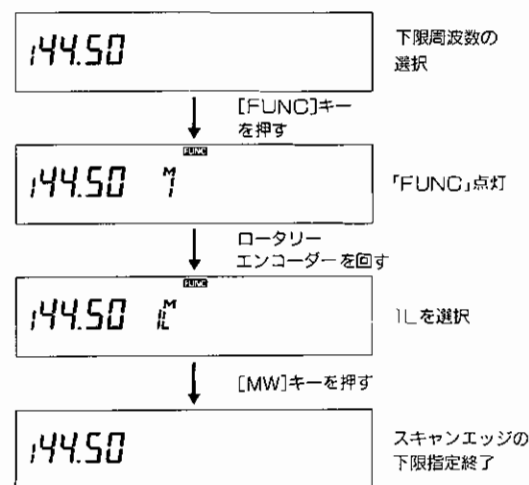 144.50
下限周波数の
選択
[FUNC]キー
を押す
FUNC
144.50 M
1
「FUNC」点灯
ロータリー
エンコーダーを回す
FUNC
144.50 M
1L
1Lを選択
[MW]キーを押す
144.50
スキャンエッジの
下限指定終了